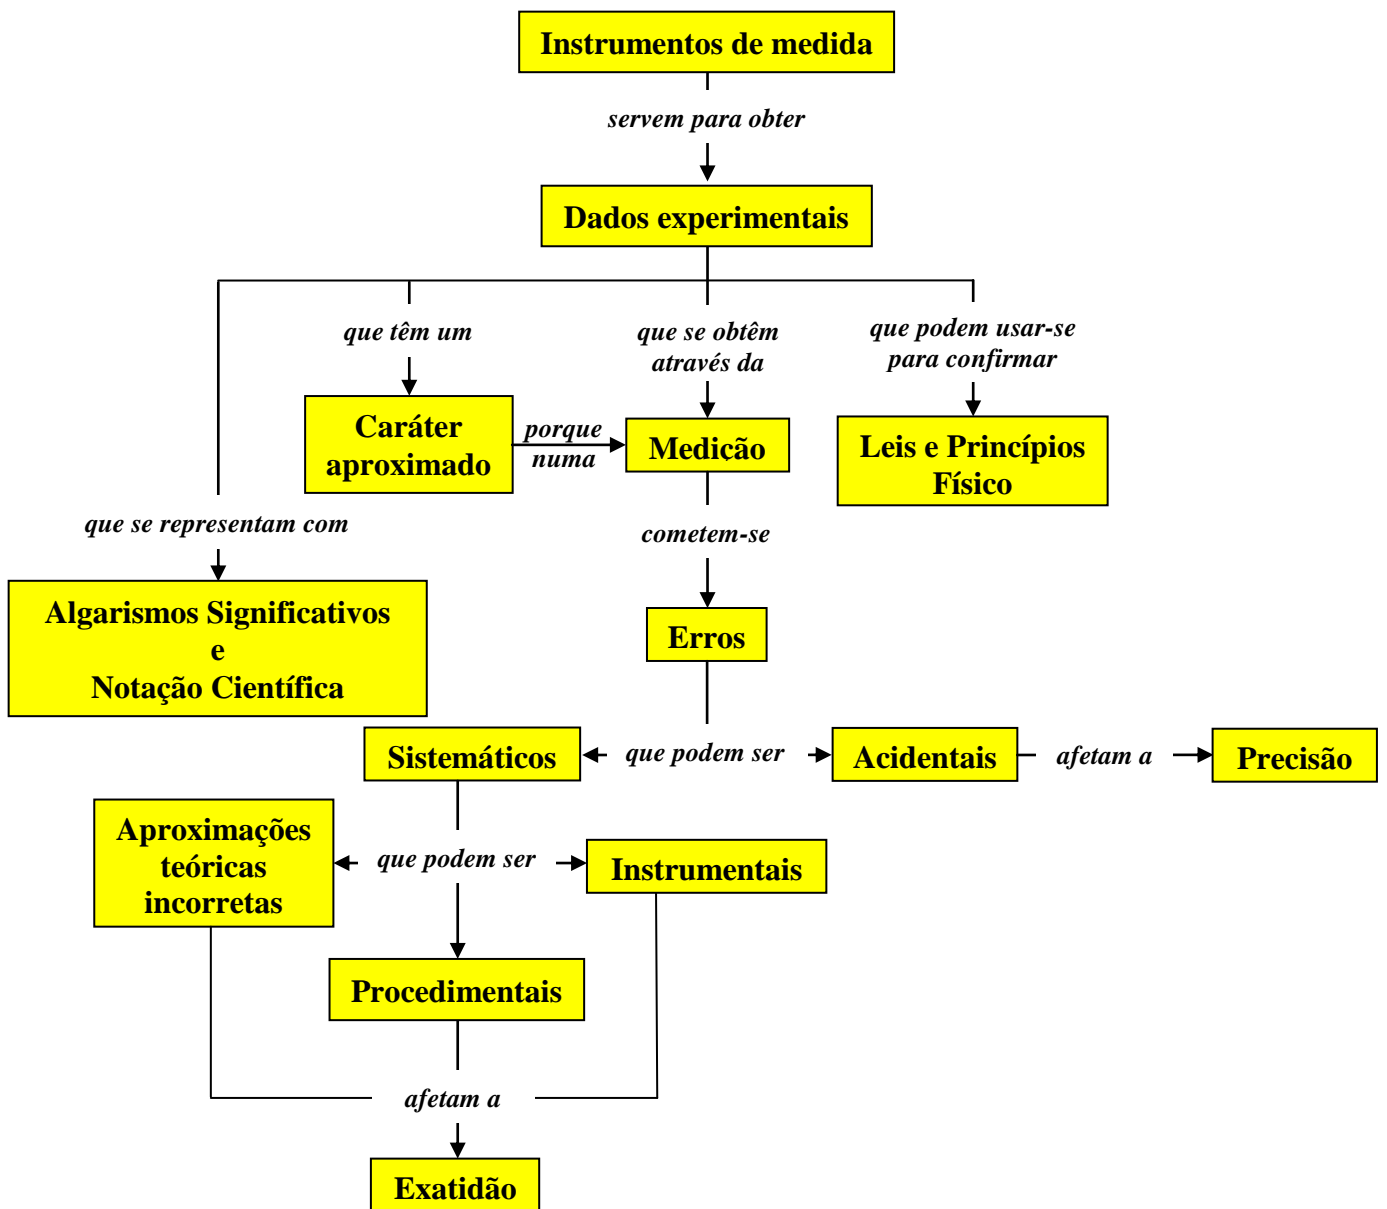 Instrumentos de medida
servem para obter
Dados experimentais
que têm um
que se obtêm
através da
que podem usar-se
para confirmar
Caráter
aproximado
porque
numa
Medição
Leis e Princípios
Físico
que se representam com
cometem-se
Algarismos Significativos
e
Notação Científica
Erros
Sistemáticos
que podem ser
Acidentais
afetam a
Precisão
Aproximações
teóricas
incorretas
que podem ser
Instrumentais
Procedimentais
afetam a
Exatidão